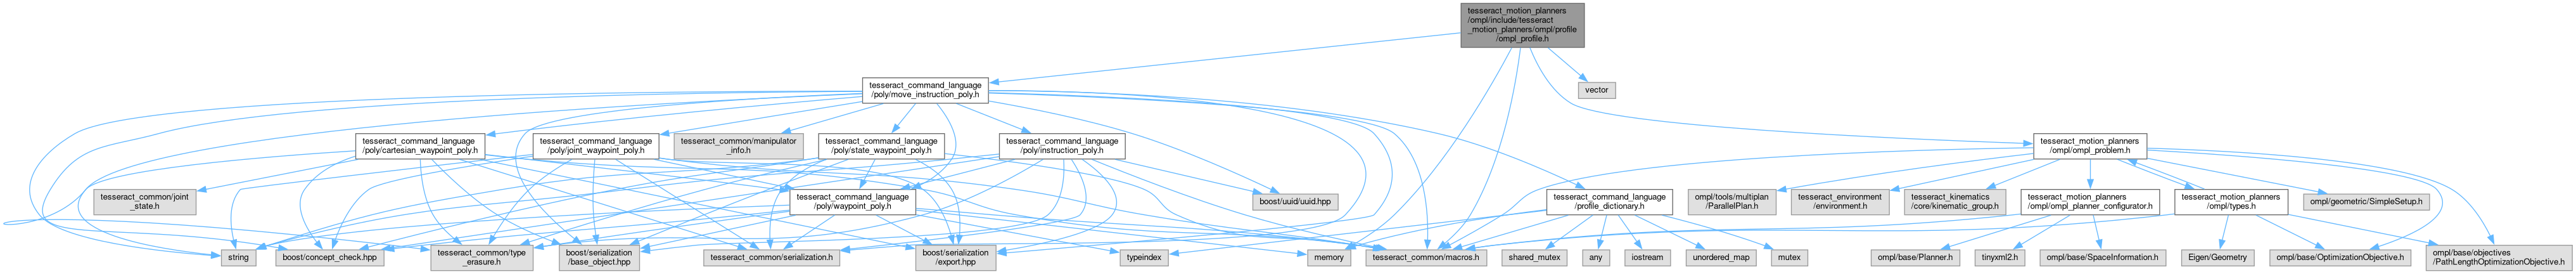 tesseract_motion_planners
/ompl/include/tesseract
_motion_planners/ompl/profile
/ompl_profile.h
tesseract_command_language
/poly/move_instruction_poly.h
vector
tesseract_command_language
/poly/cartesian_waypoint_poly.h
tesseract_command_language
/poly/joint_waypoint_poly.h
tesseract_common/manipulator
_info.h
tesseract_command_language
/poly/state_waypoint_poly.h
tesseract_command_language
/poly/instruction_poly.h
tesseract_motion_planners
/ompl/ompl_problem.h
tesseract_common/joint
_state.h
tesseract_command_language
/poly/waypoint_poly.h
boost/uuid/uuid.hpp
tesseract_command_language
/profile_dictionary.h
ompl/tools/multiplan
/ParallelPlan.h
tesseract_environment
/environment.h
tesseract_kinematics
/core/kinematic_group.h
tesseract_motion_planners
/ompl/ompl_planner_configurator.h
tesseract_motion_planners
/ompl/types.h
ompl/geometric/SimpleSetup.h
string
boost/concept_check.hpp
tesseract_common/type
_erasure.h
boost/serialization
/base_object.hpp
tesseract_common/serialization.h
boost/serialization
/export.hpp
typeindex
memory
tesseract_common/macros.h
shared_mutex
any
iostream
unordered_map
mutex
ompl/base/Planner.h
tinyxml2.h
ompl/base/SpaceInformation.h
Eigen/Geometry
ompl/base/OptimizationObjective.h
ompl/base/objectives
/PathLengthOptimizationObjective.h